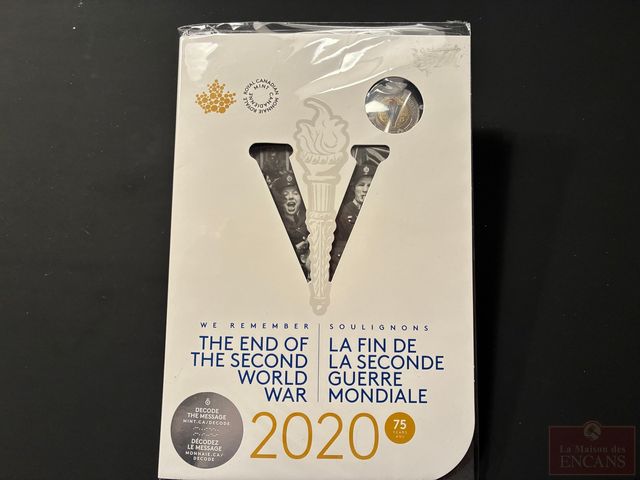 ROYAL CANADIAN MINT
MONNAIE ROYALE CANADIENNE
V
WE REMEMBER
THE END OF
THE SECOND
WORLD
WAR
SOULIGNONS
LA FIN DE
LA SECONDE
GUERRE
MONDIALE
DECODE
THE MESSAGE
MINT.CA/DECODE
DÉCODEZ
LE MESSAGE
MONNAIE.CA/
DECODE
2020
75
YEARS
ANS
La Maison des
ENCANS